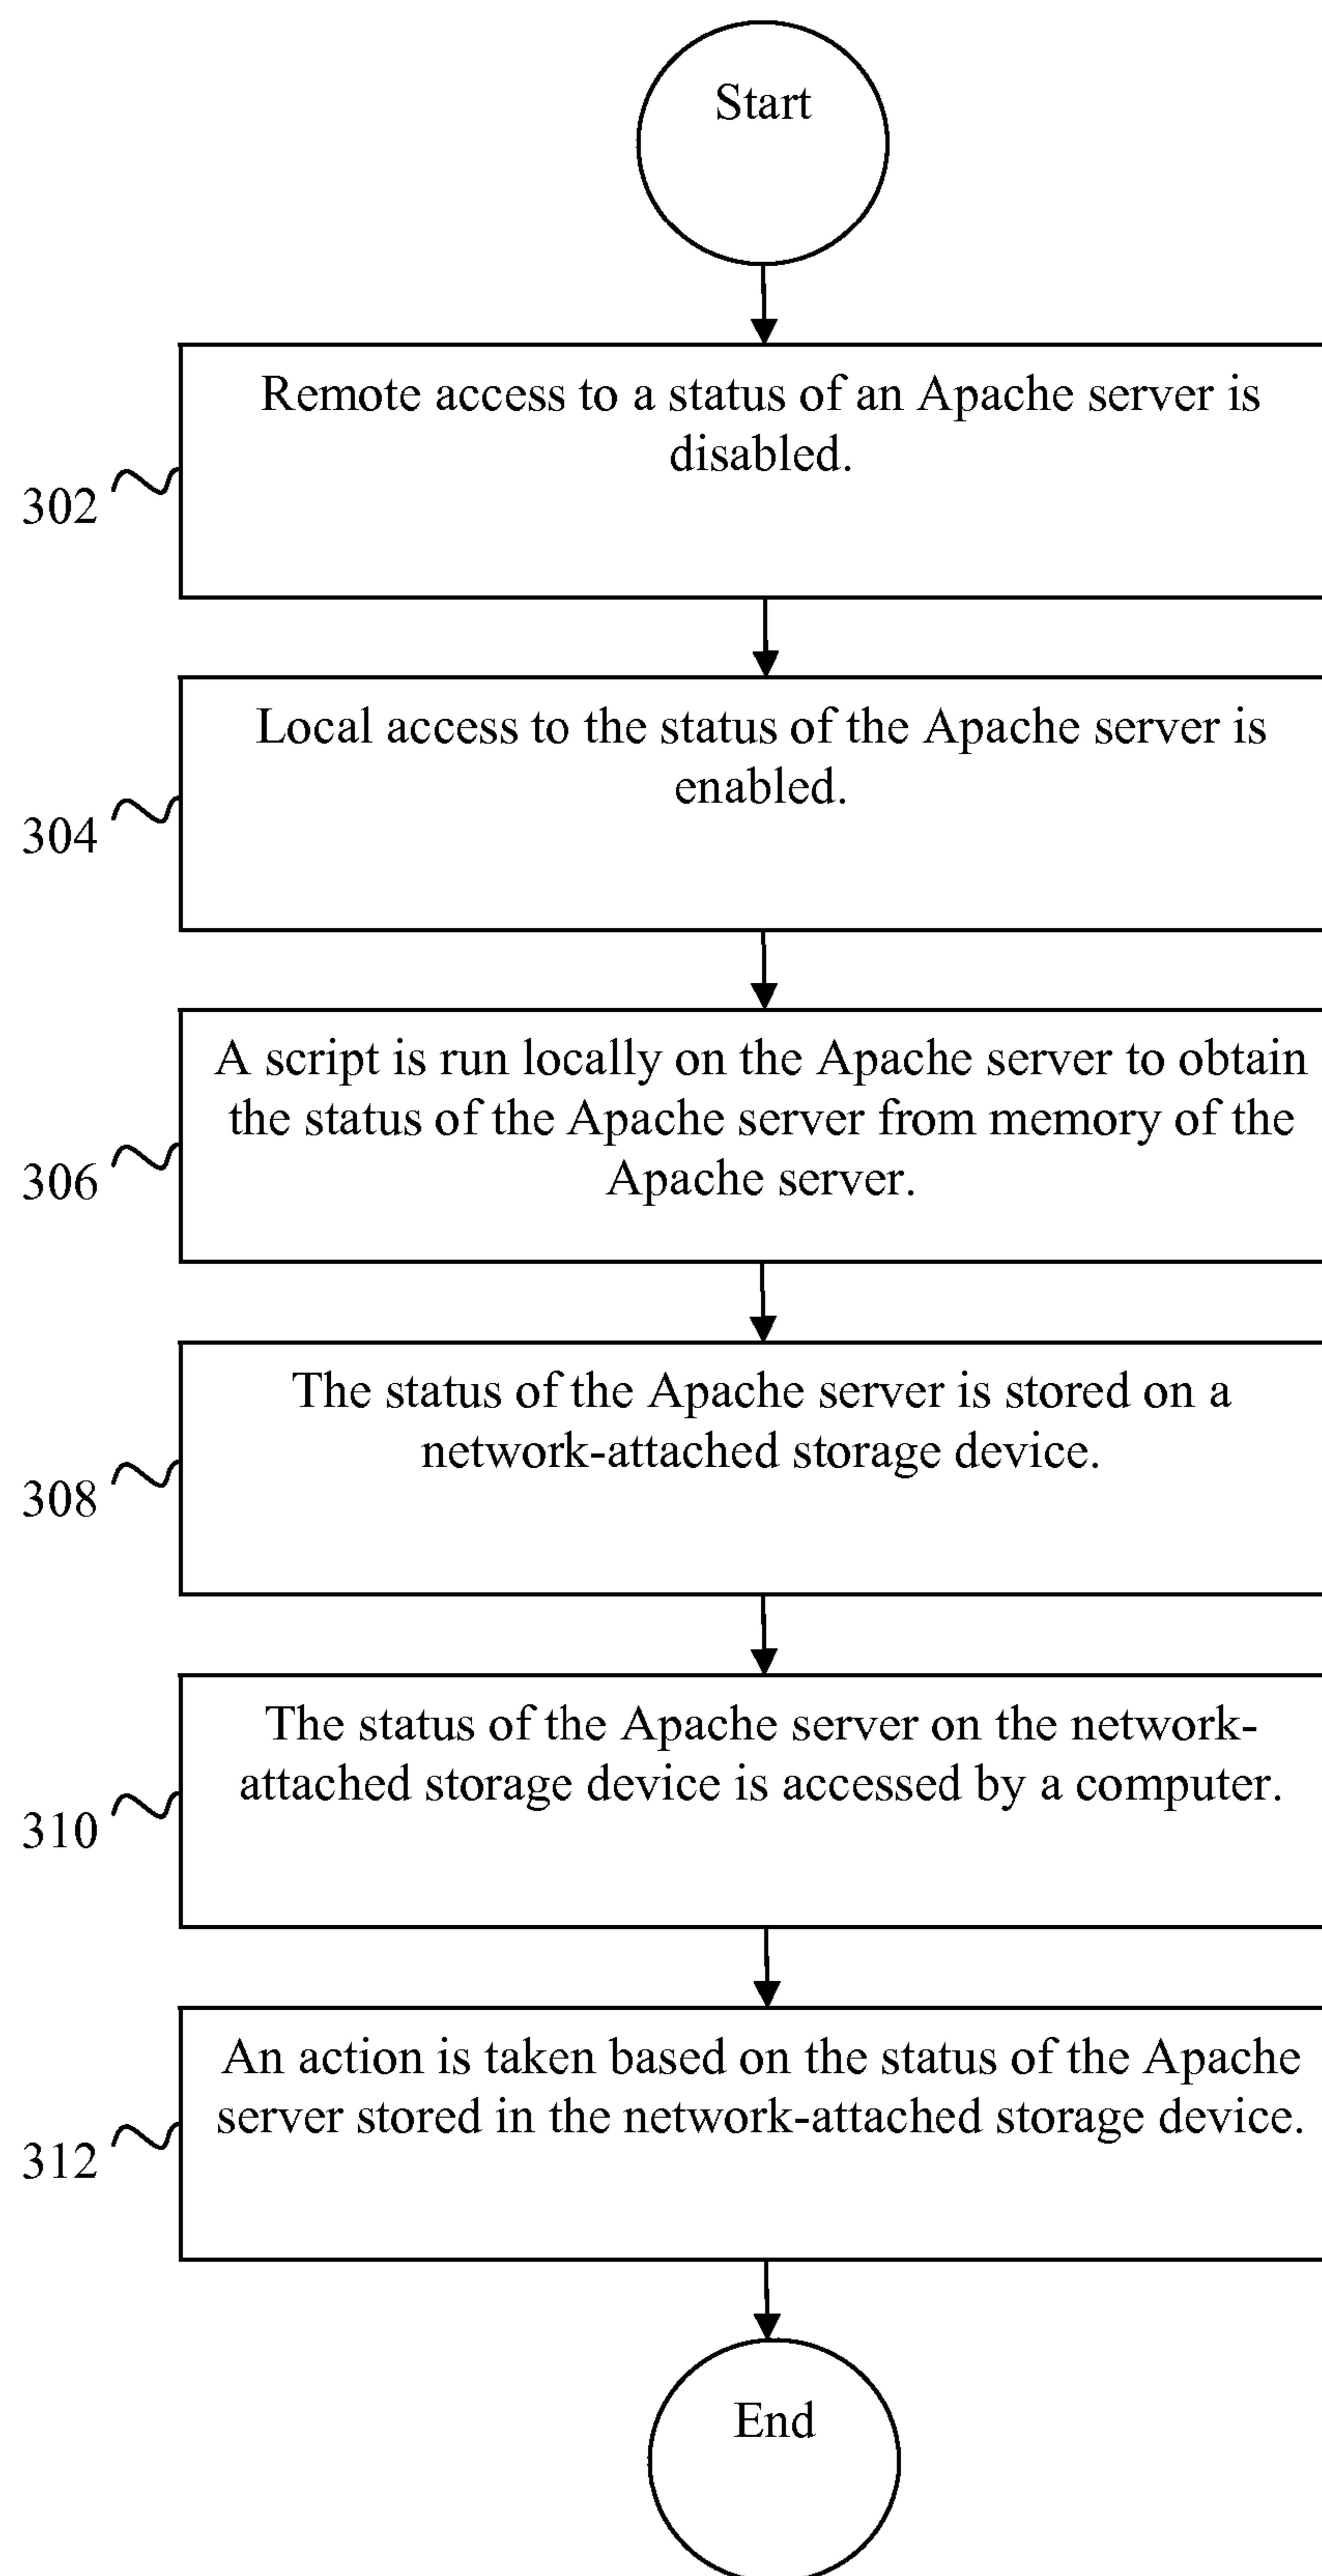 Start
Remote access to a status of an Apache server is
disabled.
302
Local access to the status of the Apache server is
enabled.
304
A script is run locally on the Apache server to obtain
the status of the Apache server from memory of the
Apache server.
306
The status of the Apache server is stored on a
network-attached storage device.
308
The status of the Apache server on the network-
attached storage device is accessed by a computer.
310
An action is taken based on the status of the Apache
server stored in the network-attached storage device.
312
End